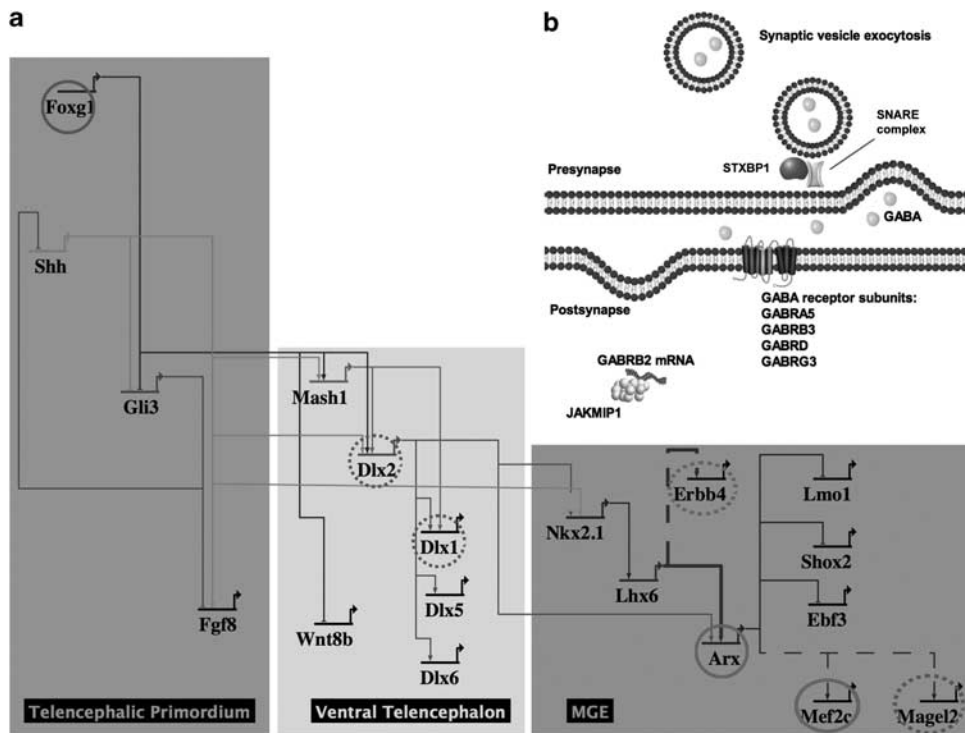 a
Foxg1
Shh
Gli3
Fgf8
Telencephalic Primordium
Mash1
Dlx2
Dlx1
Dlx5
Wnt8b
Dlx6
Ventral Telencephalon
Erbb4
Lmo1
Nkx2.1
Shox2
Lhx6
Ebf3
Arx
Mef2c
Magel2
MGE
b
Synaptic vesicle exocytosis
SNARE
complex
STXBP1
Presynapse
GABA
Postsynapse
GABA receptor subunits:
GABRA5
GABRB3
GABRD
GABRG3
GABRB2 mRNA
JAKMIP1